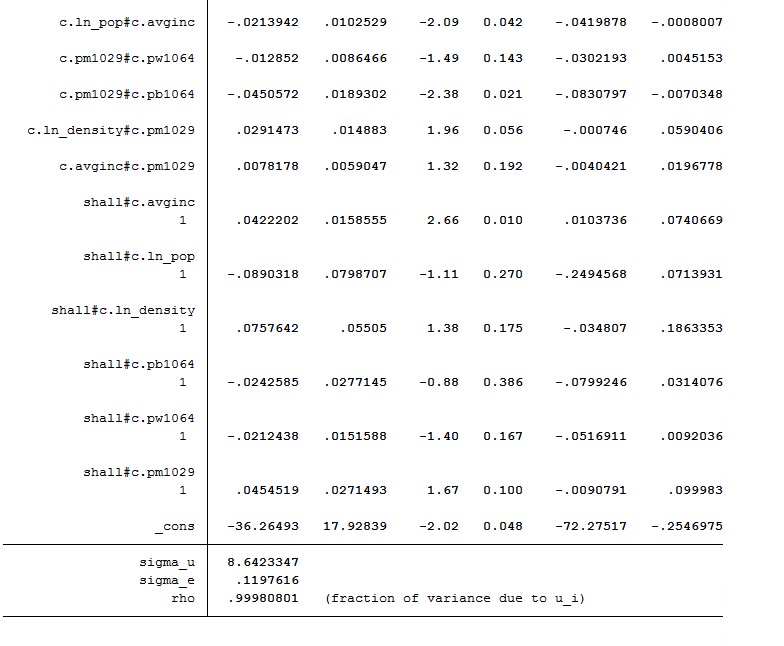 c.ln_pop#c.avginc -.0213942 .0102529 -2.09 0.042 -.0419878 -.0008007
c.pm1029#c.pw1064 -.012852 .0086466 -1.49 0.143 -.0302193 .0045153
c.pm1029#c.pb1064 -.0450572 .0189302 -2.38 0.021 -.0830797 -.0070348
c.ln_density#c.pm1029 .0291473 .014883 1.96 0.056 -.000746 .0590406
c.avginc#c.pm1029 .0078178 .0059047 1.32 0.192 -.0040421 .0196778
shall#c.avginc
1 .0422202 .0158555 2.66 0.010 .0103736 .0740669
shall#c.ln_pop
1 -.0890318 .0798707 -1.11 0.270 -.2494568 .0713931
shall#c.ln_density
1 .0757642 .05505 1.38 0.175 -.034807 .1863353
shall#c.pb1064
1 -.0242585 .0277145 -0.88 0.386 -.0799246 .0314076
shall#c.pw1064
1 -.0212438 .0151588 -1.40 0.167 -.0516911 .0092036
shall#c.pm1029
1 .0454519 .0271493 1.67 0.100 -.0090791 .099983
_cons -36.26493 17.92839 -2.02 0.048 -72.27517 -.2546975
sigma_u 8.6423347
sigma_e .1197616
rho .99980801 (fraction of variance due to u_i)